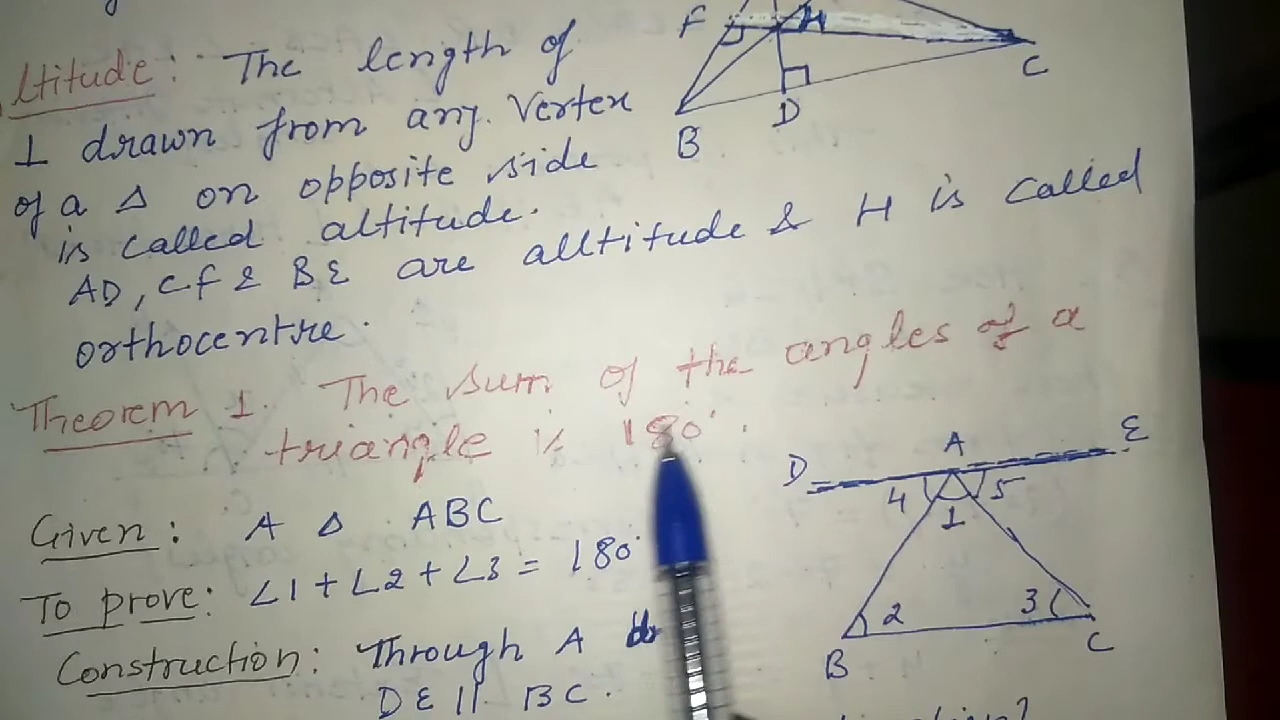 ltitude: The length of
⊥ drawn from any vertex
of a Δ on opposite side
is called altitude.
AD, CF & BE are alltitude & H is called
orthocentre.
F
H
C
D
B
Theorem 1. The sum of the angles of a
triangle is 180°.
Given: A Δ ABC
To prove: ∠1 + ∠2 + ∠3 = 180°
Construction: Through A
DE || BC.
D A E
4 1 5
2 3
B C